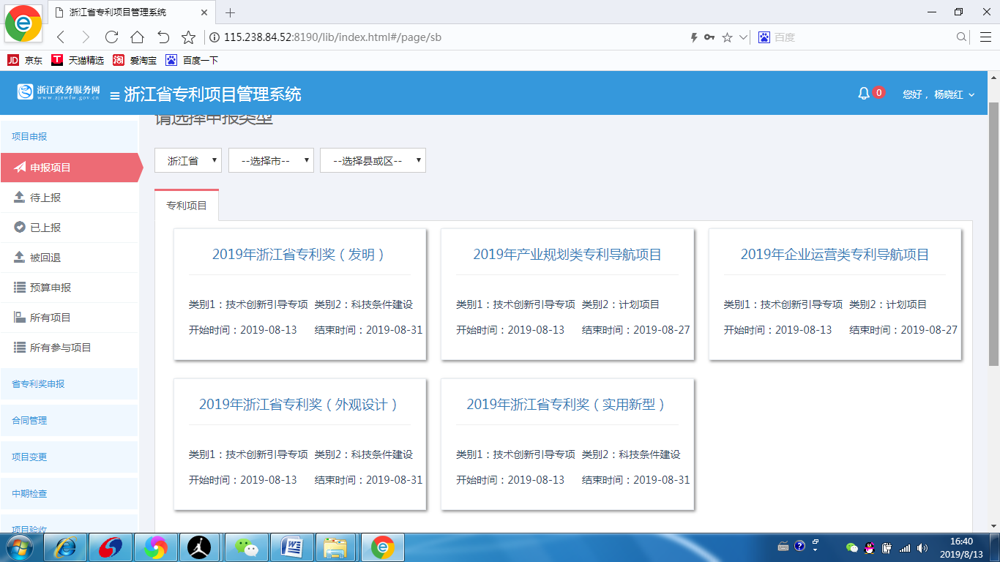 浙江省专利项目管理系统
115.238.84.52:8190/lib/index.html#/page/sb
百度
JD 京东
T 天猫精选
淘 爱淘宝
百度一下
浙江政务服务网
www.zjzwfw.gov.cn
浙江省专利项目管理系统
0
您好， 杨晓红
请选择申报类型
项目申报
申报项目
待上报
已上报
被回退
预算申报
所有项目
所有参与项目
省专利奖申报
合同管理
项目变更
中期检查
项目验收
浙江省
--选择市--
--选择县或区--
专利项目
2019年浙江省专利奖（发明）
类别1：技术创新引导专项 类别2：科技条件建设
开始时间：2019-08-13 结束时间：2019-08-31
2019年产业规划类专利导航项目
类别1：技术创新引导专项 类别2：计划项目
开始时间：2019-08-13 结束时间：2019-08-27
2019年企业运营类专利导航项目
类别1：技术创新引导专项 类别2：计划项目
开始时间：2019-08-13 结束时间：2019-08-27
2019年浙江省专利奖（外观设计）
类别1：技术创新引导专项 类别2：科技条件建设
开始时间：2019-08-13 结束时间：2019-08-31
2019年浙江省专利奖（实用新型）
类别1：技术创新引导专项 类别2：科技条件建设
开始时间：2019-08-13 结束时间：2019-08-31
16:40
2019/8/13